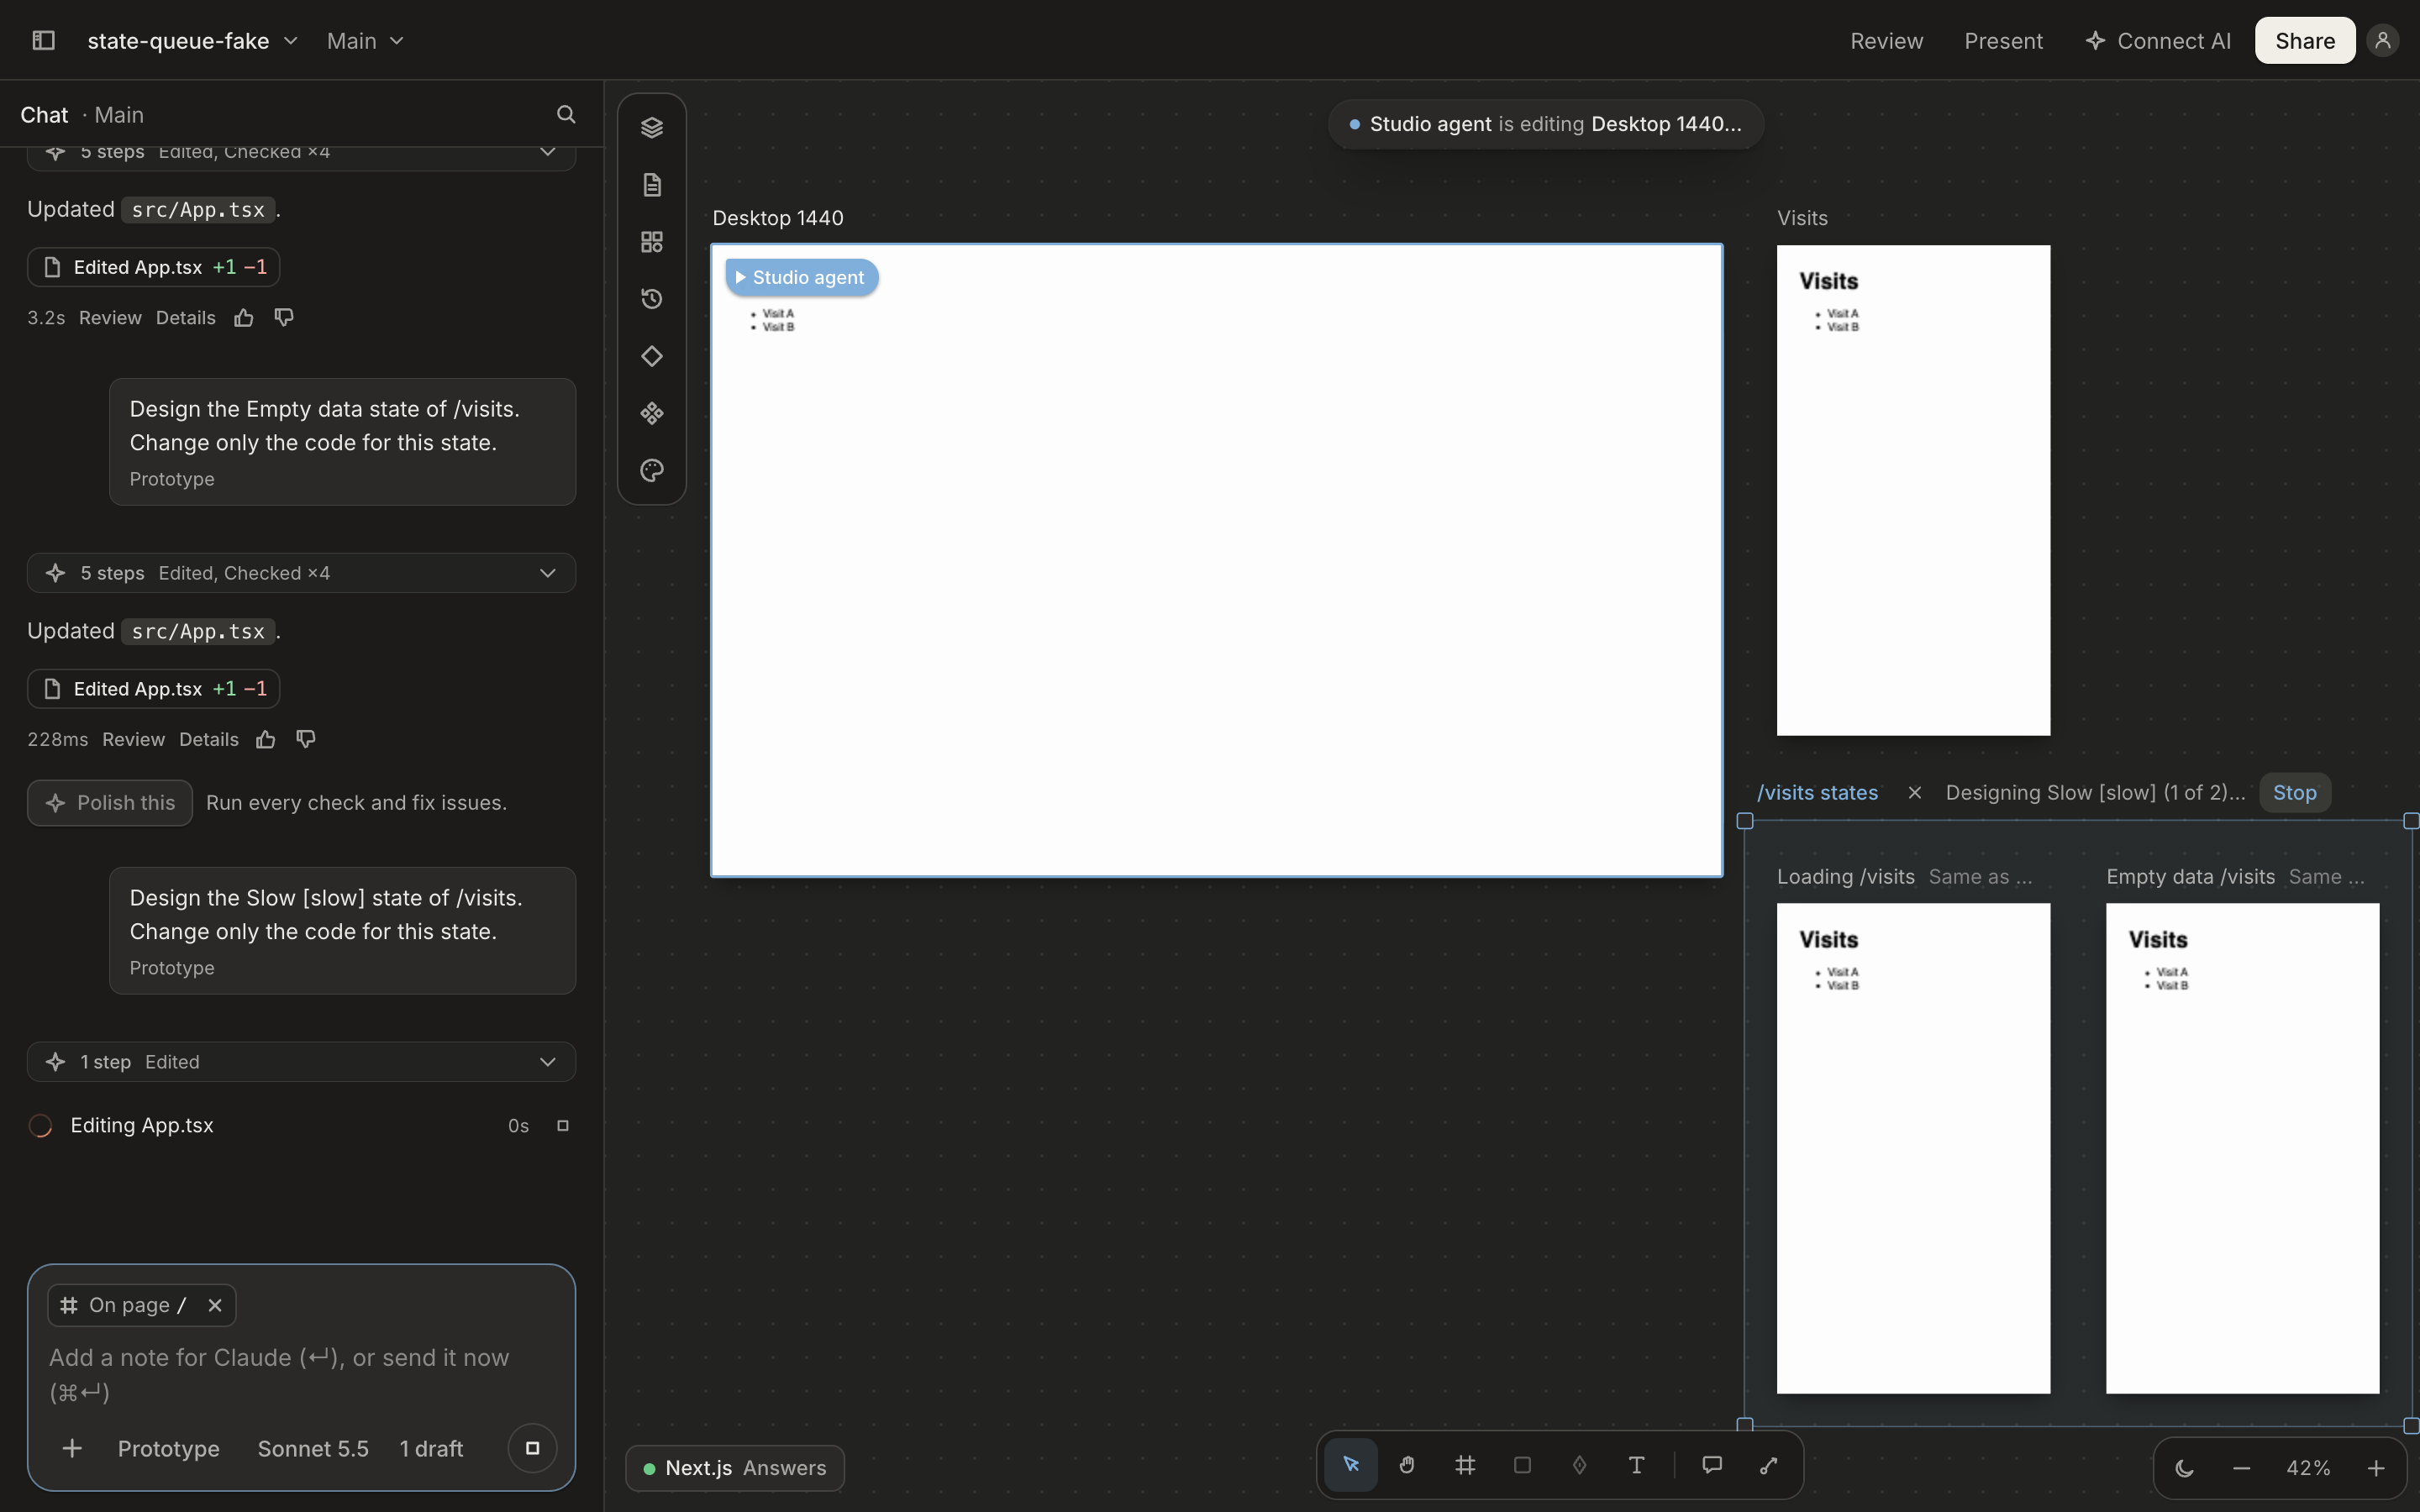 state-queue-fake
Main
Review
Present
Connect AI
Share
Chat · Main
5 steps Edited, Checked ×4
Updated src/App.tsx.
Edited App.tsx +1 −1
3.2s Review Details
Design the Empty data state of /visits.
Change only the code for this state.
Prototype
5 steps Edited, Checked ×4
Updated src/App.tsx.
Edited App.tsx +1 −1
228ms Review Details
Polish this Run every check and fix issues.
Design the Slow [slow] state of /visits.
Change only the code for this state.
Prototype
1 step Edited
Editing App.tsx 0s
On page /
Add a note for Claude (↵), or send it now
(⌘↵)
Prototype Sonnet 5.5 1 draft
Studio agent is editing Desktop 1440…
Desktop 1440
Studio agent
Visit A
Visit B
Visits
Visits
Visit A
Visit B
/visits states Designing Slow [slow] (1 of 2)… Stop
Loading /visits Same as …
Visits
Visit A
Visit B
Empty data /visits Same …
Visits
Visit A
Visit B
Next.js Answers
42%